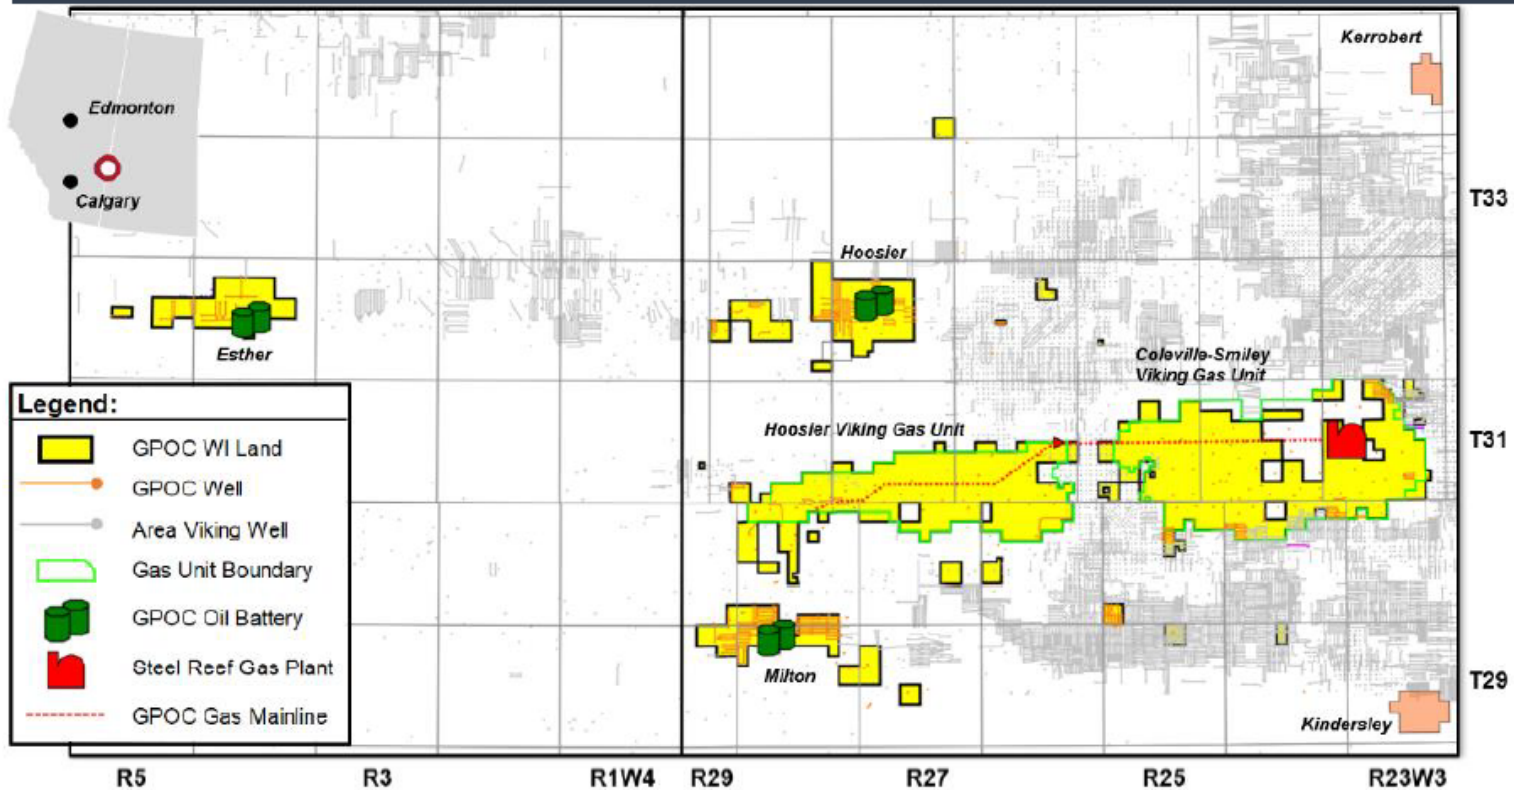 Kerrobert
Edmonton
Calgary
T33
Hoosier
Esther
Coleville-Smiley
Viking Gas Unit
Hoosier Viking Gas Unit
T31
Legend:
GPOC WI Land
GPOC Well
Area Viking Well
Gas Unit Boundary
GPOC Oil Battery
Steel Reef Gas Plant
GPOC Gas Mainline
Milton
T29
Kindersley
R5 R3 R1W4 R29 R27 R25 R23W3